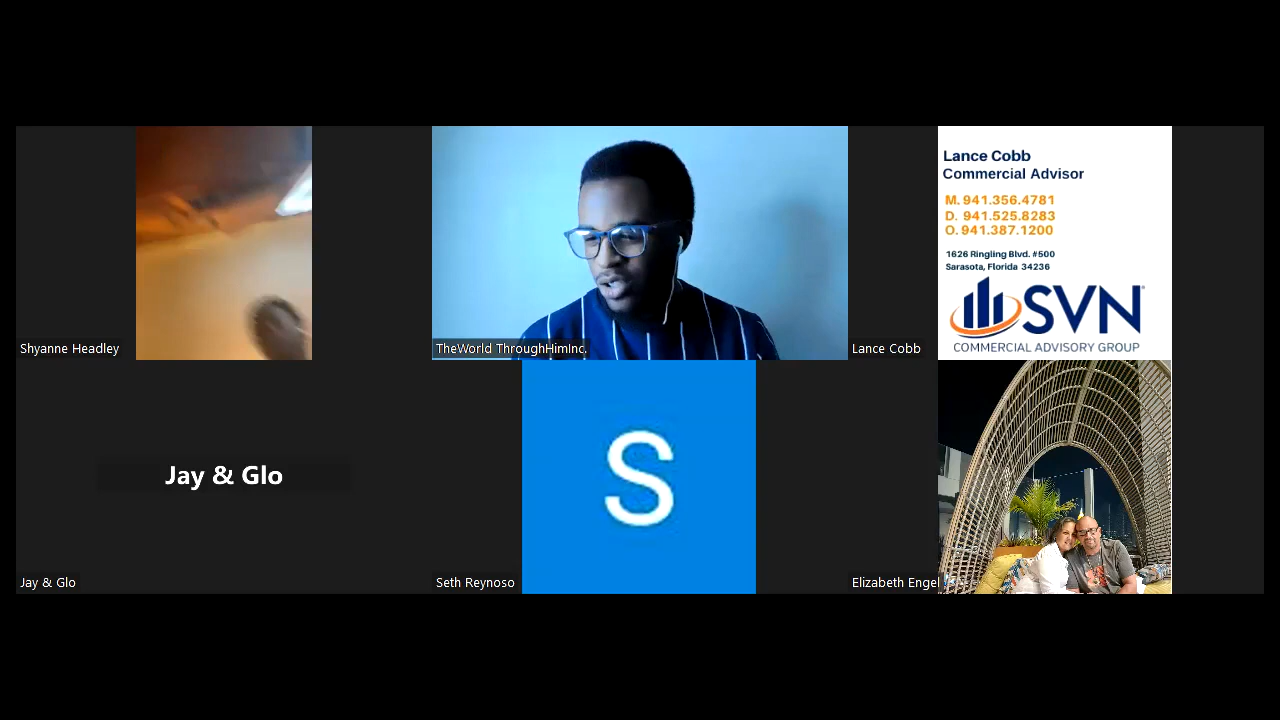 Lance Cobb
Commercial Advisor
M. 941.356.4781
D. 941.525.8283
O. 941.387.1200
1626 Ringling Blvd. #500
Sarasota, Florida 34236
SVN®
COMMERCIAL ADVISORY GROUP
Shyanne Headley
TheWorld ThroughHimInc.
Lance Cobb
Jay & Glo
S
Jay & Glo
Seth Reynoso
Elizabeth Engel